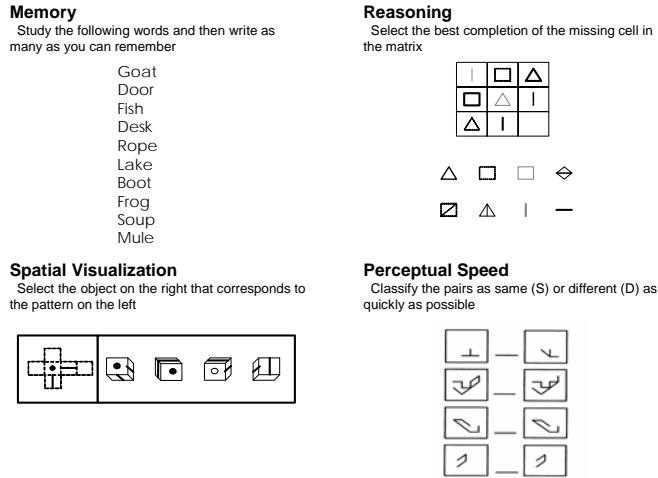 Memory
Study the following words and then write as
many as you can remember
Goat
Door
Fish
Desk
Rope
Lake
Boot
Frog
Soup
Mule
Reasoning
Select the best completion of the missing cell in
the matrix
Spatial Visualization
Select the object on the right that corresponds to
the pattern on the left
Perceptual Speed
Classify the pairs as same (S) or different (D) as
quickly as possible